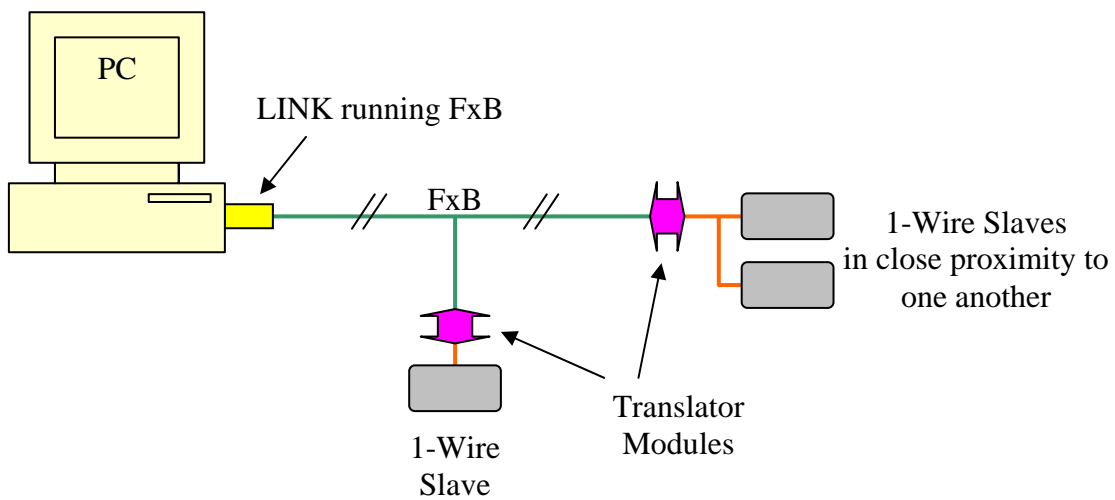 PC
LINK running FxB
FxB
1-Wire Slaves
in close proximity to
one another
Translator
Modules
1-Wire
Slave